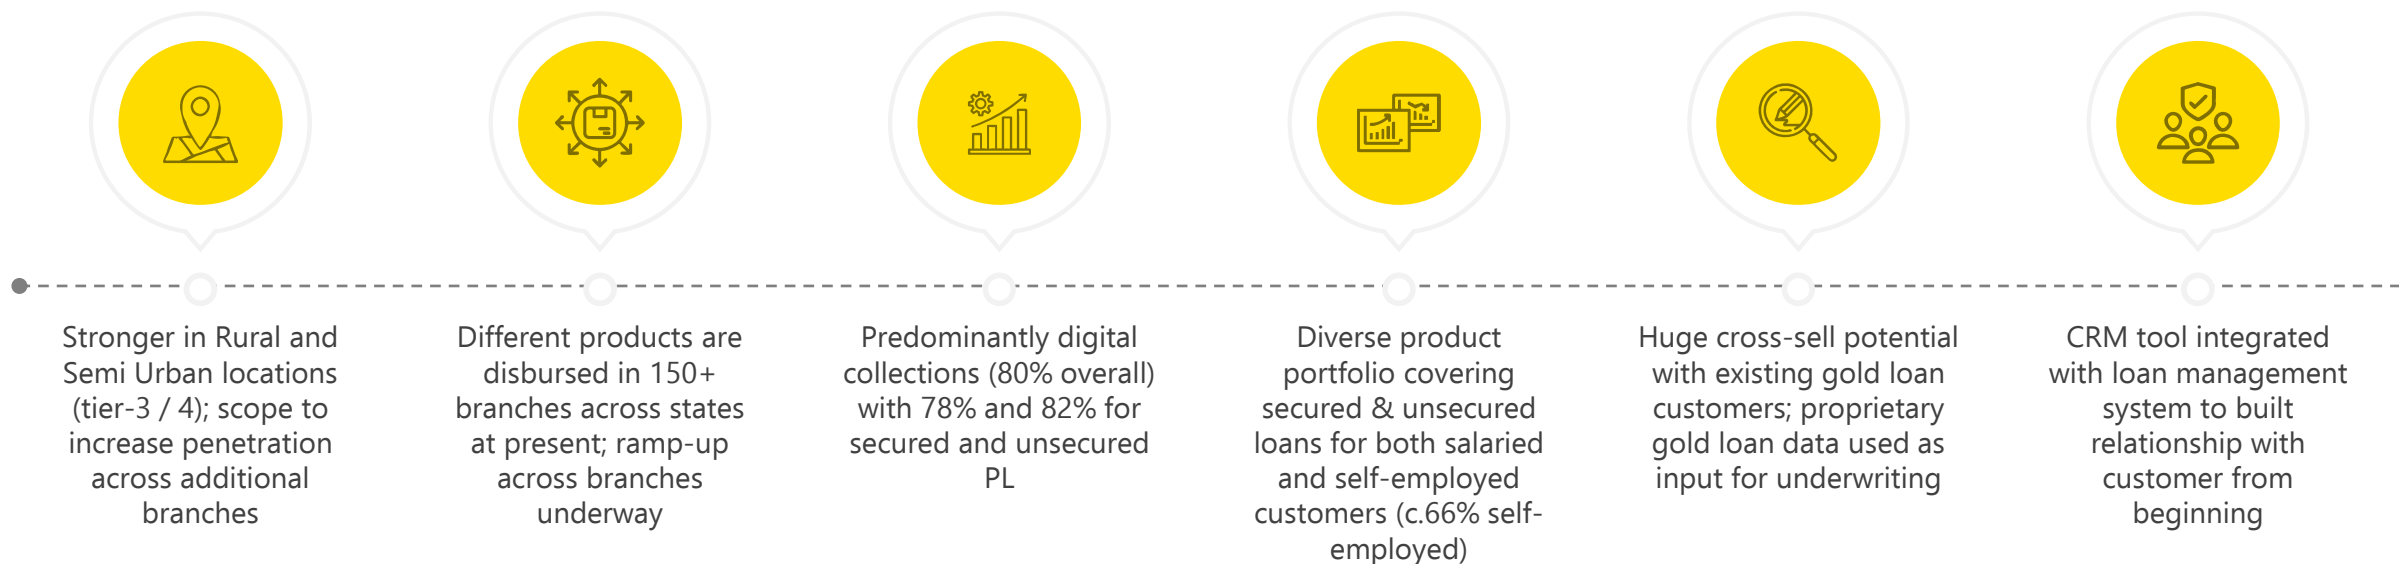 Stronger in Rural and
Semi Urban locations
(tier-3 / 4); scope to
increase penetration
across additional
branches
Different products are
disbursed in 150+
branches across states
at present; ramp-up
across branches
underway
Predominantly digital
collections (80% overall)
with 78% and 82% for
secured and unsecured
PL
Diverse product
portfolio covering
secured & unsecured
loans for both salaried
and self-employed
customers (c.66% self-
employed)
Huge cross-sell potential
with existing gold loan
customers; proprietary
gold loan data used as
input for underwriting
CRM tool integrated
with loan management
system to built
relationship with
customer from
beginning